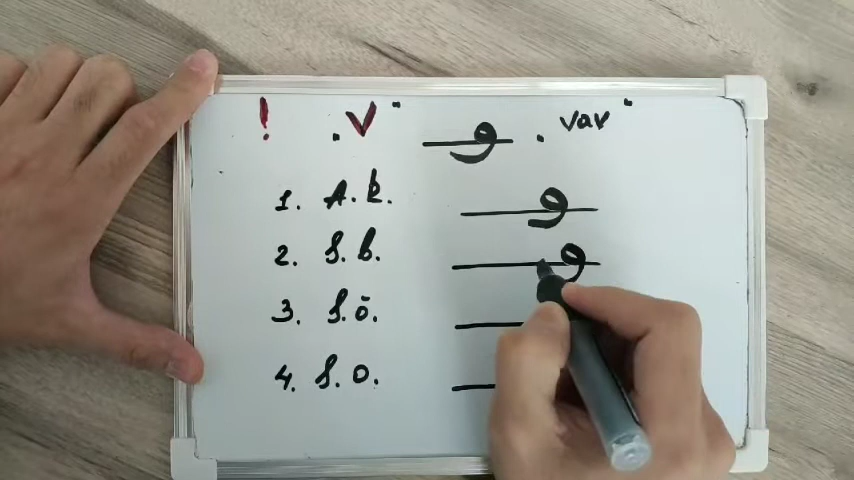 ! . V " و . vav "
1. A. k. و
2. S. b. و
3. S. ō.
4. S. o.